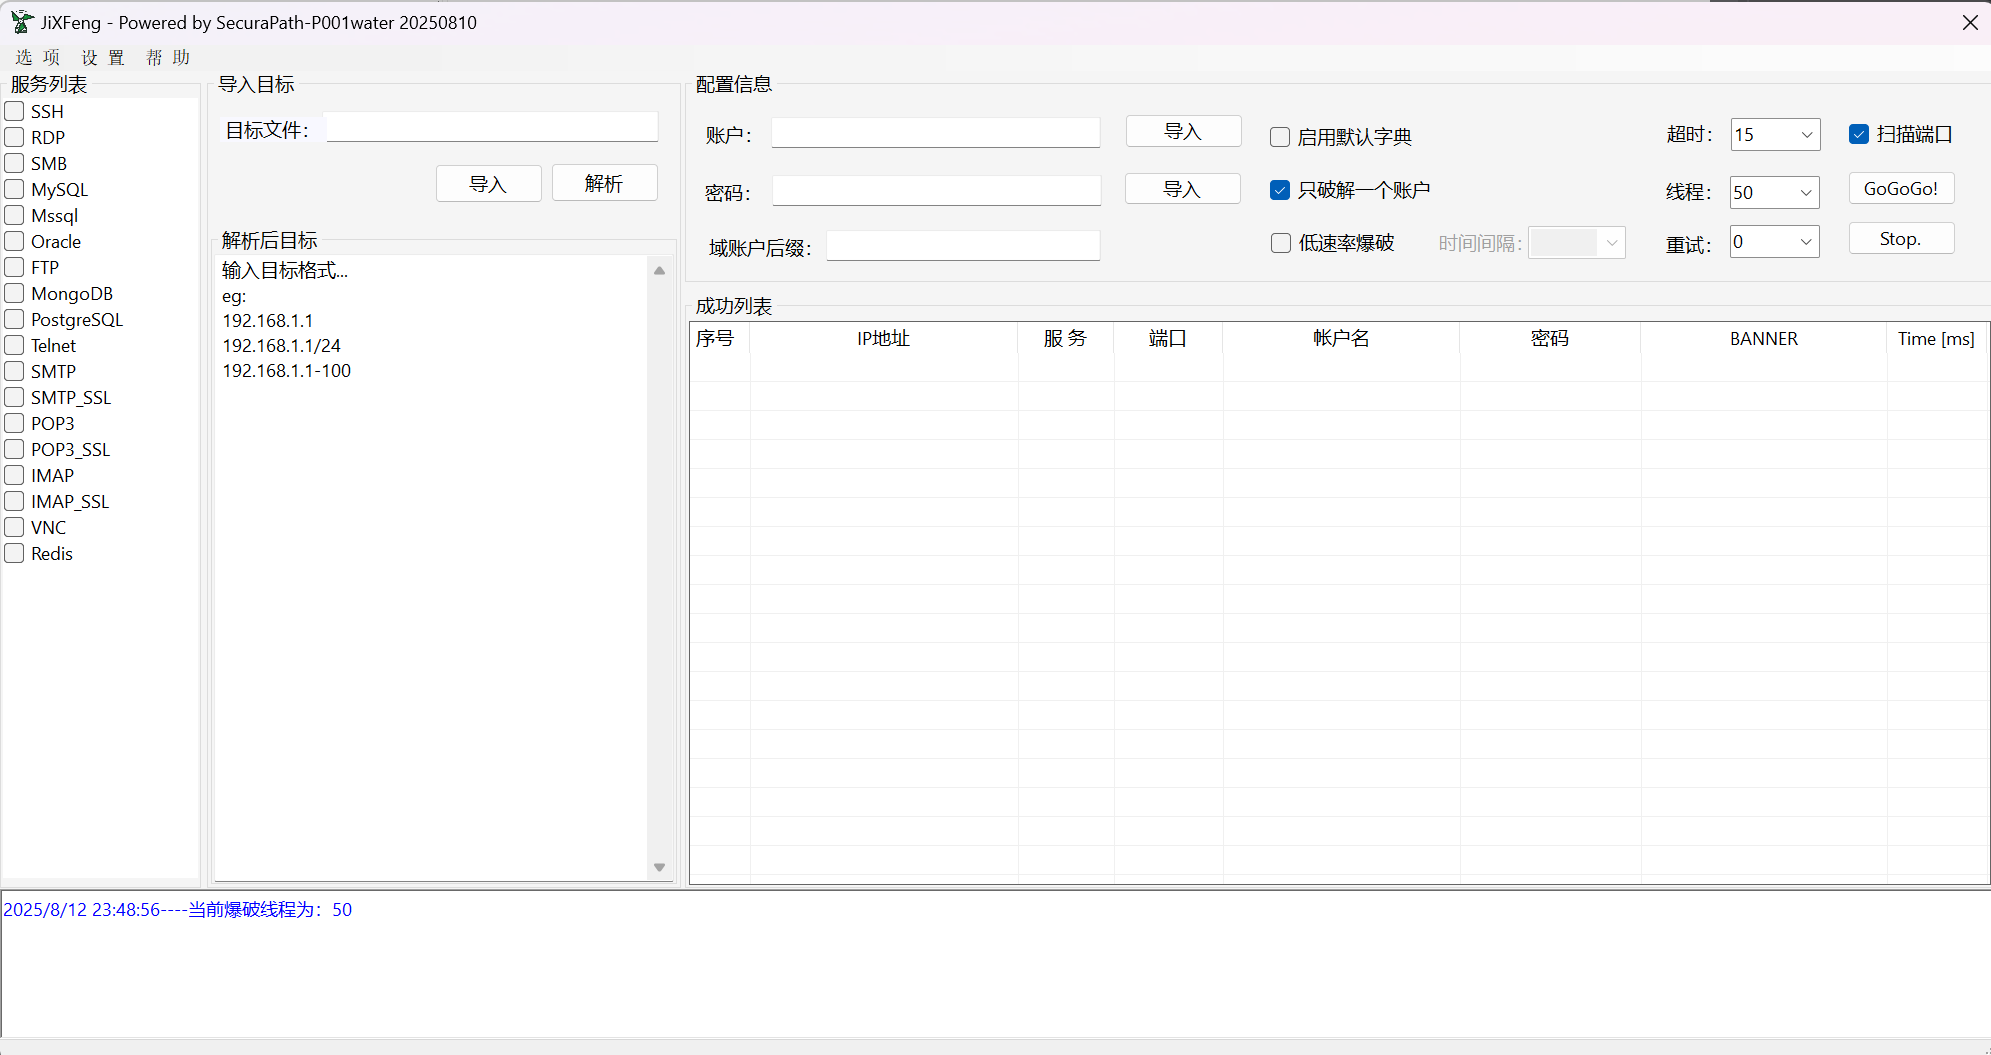 JiXFeng - Powered by SecuraPath-P001water 20250810
选 项 设 置 帮 助
服务列表
SSH
RDP
SMB
MySQL
Mssql
Oracle
FTP
MongoDB
PostgreSQL
Telnet
SMTP
SMTP_SSL
POP3
POP3_SSL
IMAP
IMAP_SSL
VNC
Redis
导入目标
目标文件：
导入 解析
解析后目标
输入目标格式...
eg:
192.168.1.1
192.168.1.1/24
192.168.1.1-100
配置信息
账户： 导入 启用默认字典 超时： 15 扫描端口
密码： 导入 只破解一个账户 线程： 50 GoGoGo!
域账户后缀： 低速率爆破 时间间隔： 重试： 0 Stop.
成功列表
序号 IP地址 服 务 端口 帐户名 密码 BANNER Time [ms]
2025/8/12 23:48:56----当前爆破线程为：50